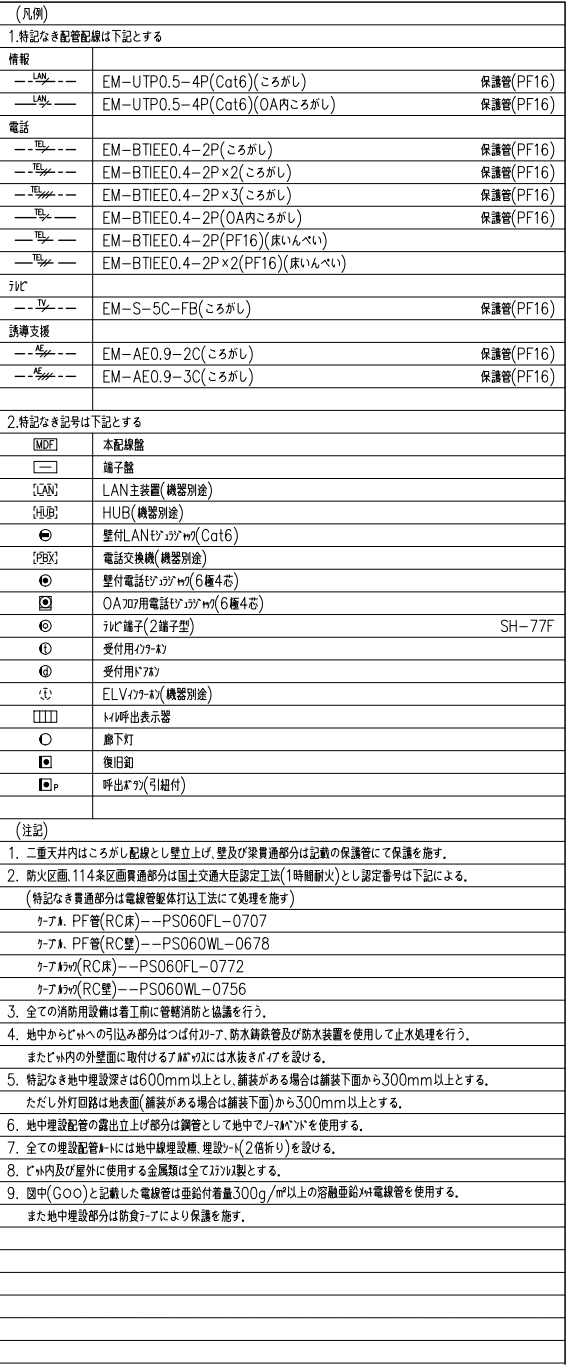 (凡例)
1.特記なき配管配線は下記とする
情報
LAN EM-UTP0.5-4P(Cat6)(ころがし) 保護管(PF16)
LAN EM-UTP0.5-4P(Cat6)(OA内ころがし) 保護管(PF16)
電話
TEL EM-BTIEE0.4-2P(ころがし) 保護管(PF16)
TEL EM-BTIEE0.4-2P×2(ころがし) 保護管(PF16)
TEL EM-BTIEE0.4-2P×3(ころがし) 保護管(PF16)
TEL EM-BTIEE0.4-2P(OA内ころがし) 保護管(PF16)
TEL EM-BTIEE0.4-2P(PF16)(床いんぺい)
TEL EM-BTIEE0.4-2P×2(PF16)(床いんぺい)
テレビ
TV EM-S-5C-FB(ころがし) 保護管(PF16)
誘導支援
AE EM-AE0.9-2C(ころがし) 保護管(PF16)
AE EM-AE0.9-3C(ころがし) 保護管(PF16)
2.特記なき記号は下記とする
MDF 本配線盤
端子盤
LAN LAN主装置(機器別途)
HUB HUB(機器別途)
壁付LANモジュラジャック(Cat6)
PBX 電話交換機(機器別途)
壁付電話モジュラジャック(6極4芯)
OAフロア用電話モジュラジャック(6極4芯)
テレビ端子(2端子型) SH-77F
t 受付用インターホン
d 受付用ドアホン
t ELVインターホン(機器別途)
トイレ呼出表示器
廊下灯
復旧釦
P 呼出ボタン(引紐付)
(注記)
1. 二重天井内はころがし配線とし壁立上げ、壁及び梁貫通部分は記載の保護管にて保護を施す.
2. 防火区画、114条区画貫通部分は国土交通大臣認定工法(1時間耐火)とし認定番号は下記による.
(特記なき貫通部分は電線管躯体打込工法にて処理を施す)
ケーブル、PF管(RC床)--PS060FL-0707
ケーブル、PF管(RC壁)--PS060WL-0678
ケーブルラック(RC床)--PS060FL-0772
ケーブルラック(RC壁)--PS060WL-0756
3. 全ての消防用設備は着工前に管轄消防と協議を行う.
4. 地中からピットへの引込み部分はつば付スリーブ、防水鋳鉄管及び防水装置を使用して止水処理を行う.
またピット内の外壁面に取付けるプルボックスには水抜きパイプを設ける.
5. 特記なき地中埋設深さは600mm以上とし、舗装がある場合は舗装下面から300mm以上とする.
ただし外灯回路は地表面(舗装がある場合は舗装下面)から300mm以上とする.
6. 地中埋設配管の露出立上げ部分は鋼管として地中でノーマルベンドを使用する.
7. 全ての埋設配管ルートには地中線埋設標、埋設シート(2倍折り)を設ける.
8. ピット内及び屋外に使用する金属類は全てステンレス製とする.
9. 図中(G○○)と記載した電線管は亜鉛付着量300g/㎡以上の溶融亜鉛メッキ電線管を使用する.
また地中埋設部分は防食テープにより保護を施す.